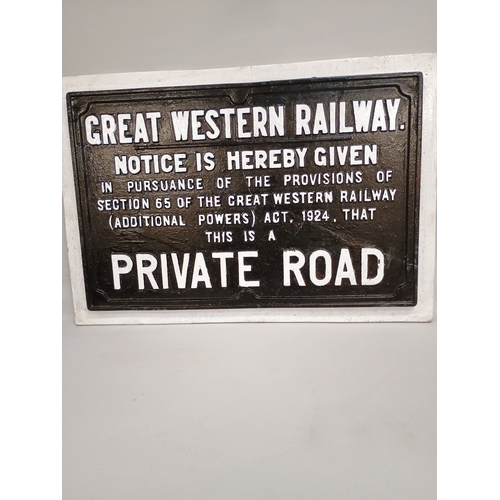 GREAT WESTERN RAILWAY.
NOTICE IS HEREBY GIVEN
IN PURSUANCE OF THE PROVISIONS OF
SECTION 65 OF THE GREAT WESTERN RAILWAY
(ADDITIONAL POWERS) ACT, 1924, THAT
THIS IS A
PRIVATE ROAD